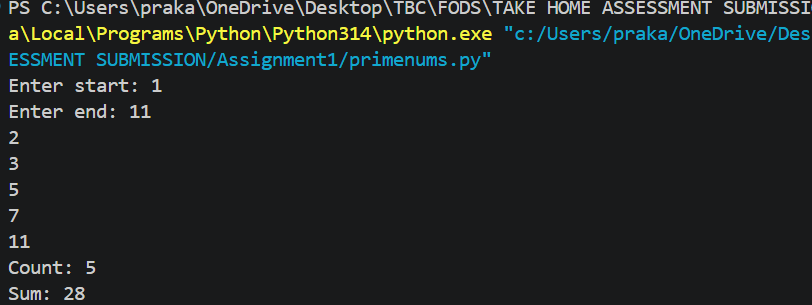 PS C:\Users\praka\OneDrive\Desktop\TBC\FODS\TAKE HOME ASSESSMENT SUBMISSIO
a\Local\Programs\Python\Python314\python.exe "c:/Users/praka/OneDrive/Des
ESSMENT SUBMISSION/Assignment1/primenums.py"
Enter start: 1
Enter end: 11
2
3
5
7
11
Count: 5
Sum: 28